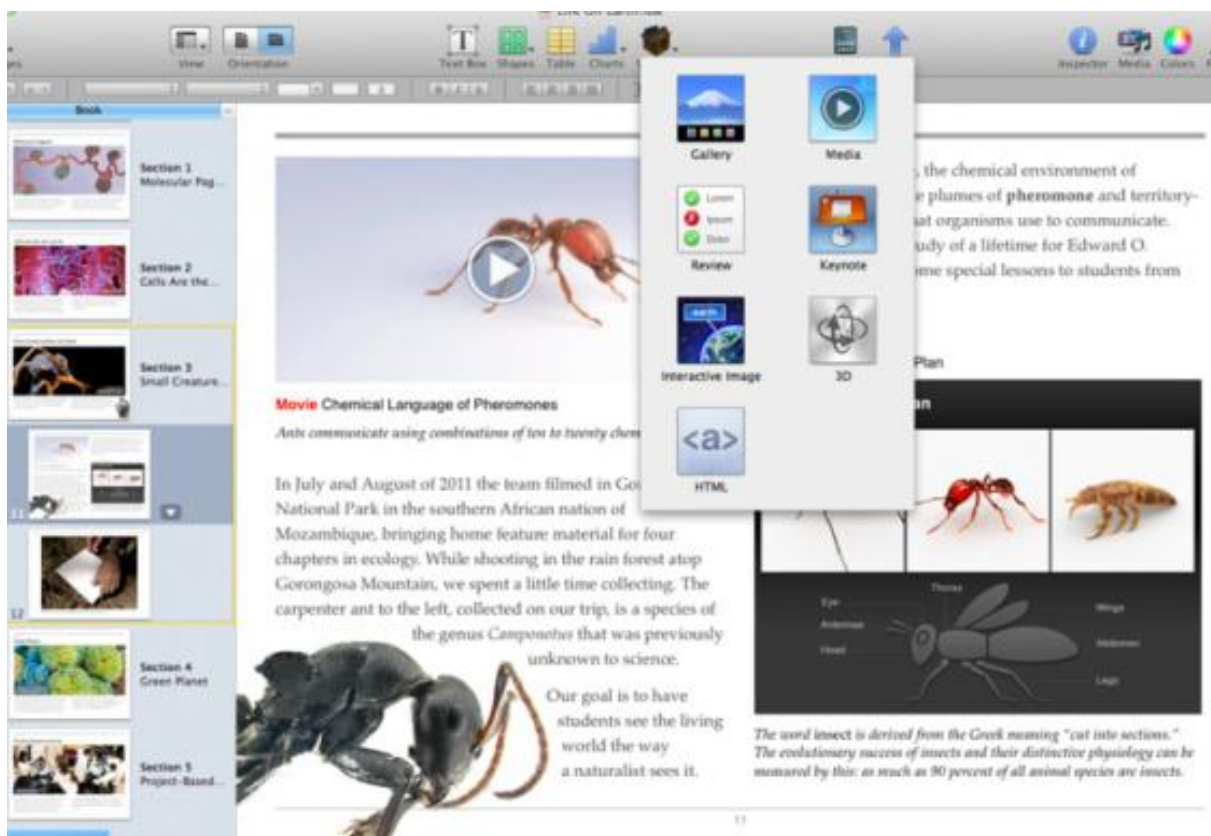 View
Orientation
Text Box
Shapes
Table
Charts
Inspector
Media
Colors
Book
Section 1
Molecular Pag...
Section 2
Cells Are the...
Section 3
Small Creature...
11
12
Section 4
Green Planet
Section 5
Project-Based...
Gallery
Media
Lorem
Ipsum
Dolor
Review
Keynote
earth
Interactive Image
3D
<a>
HTML
Movie Chemical Language of Pheromones
Ants communicate using combinations of ten to twenty chem
In July and August of 2011 the team filmed in Go
National Park in the southern African nation of
Mozambique, bringing home feature material for four
chapters in ecology. While shooting in the rain forest atop
Gorongosa Mountain, we spent a little time collecting. The
carpenter ant to the left, collected on our trip, is a species of
the genus Camponotus that was previously
unknown to science.
Our goal is to have
students see the living
world the way
a naturalist sees it.
, the chemical environment of
e plumes of pheromone and territory-
at organisms use to communicate.
udy of a lifetime for Edward O.
me special lessons to students from
Plan
an
Eye
Antennae
Head
Thorax
Wings
Abdomen
Legs
The word insect is derived from the Greek meaning "cut into sections."
The evolutionary success of insects and their distinctive physiology can be
measured by this: as much as 90 percent of all animal species are insects.
11